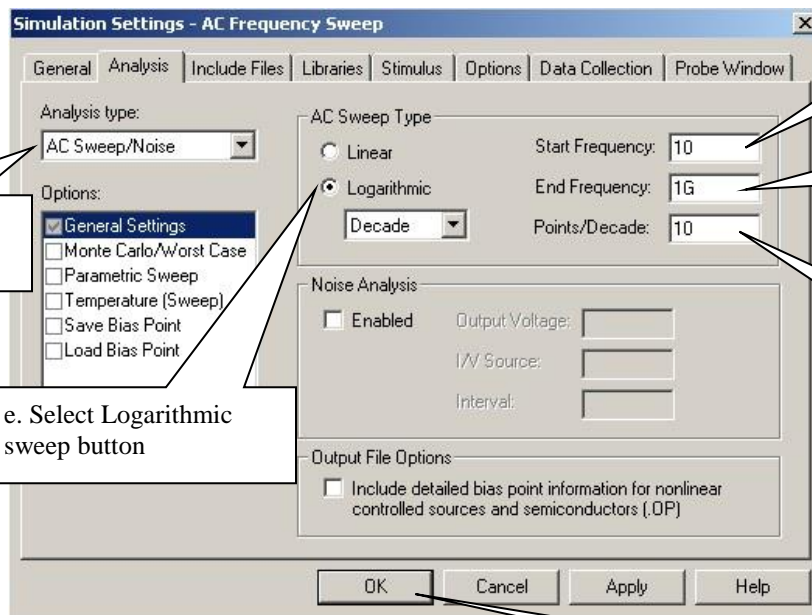 Simulation Settings - AC Frequency Sweep
General Analysis Include Files Libraries Stimulus Options Data Collection Probe Window
Analysis type:
AC Sweep/Noise
Options:
General Settings
Monte Carlo/Worst Case
Parametric Sweep
Temperature (Sweep)
Save Bias Point
Load Bias Point
e. Select Logarithmic
sweep button
AC Sweep Type
Linear
Logarithmic
Decade
Start Frequency: 10
End Frequency: 1G
Points/Decade: 10
Noise Analysis
Enabled
Output Voltage:
I/V Source:
Interval:
Output File Options
Include detailed bias point information for nonlinear
controlled sources and semiconductors (.OP)
OK Cancel Apply Help